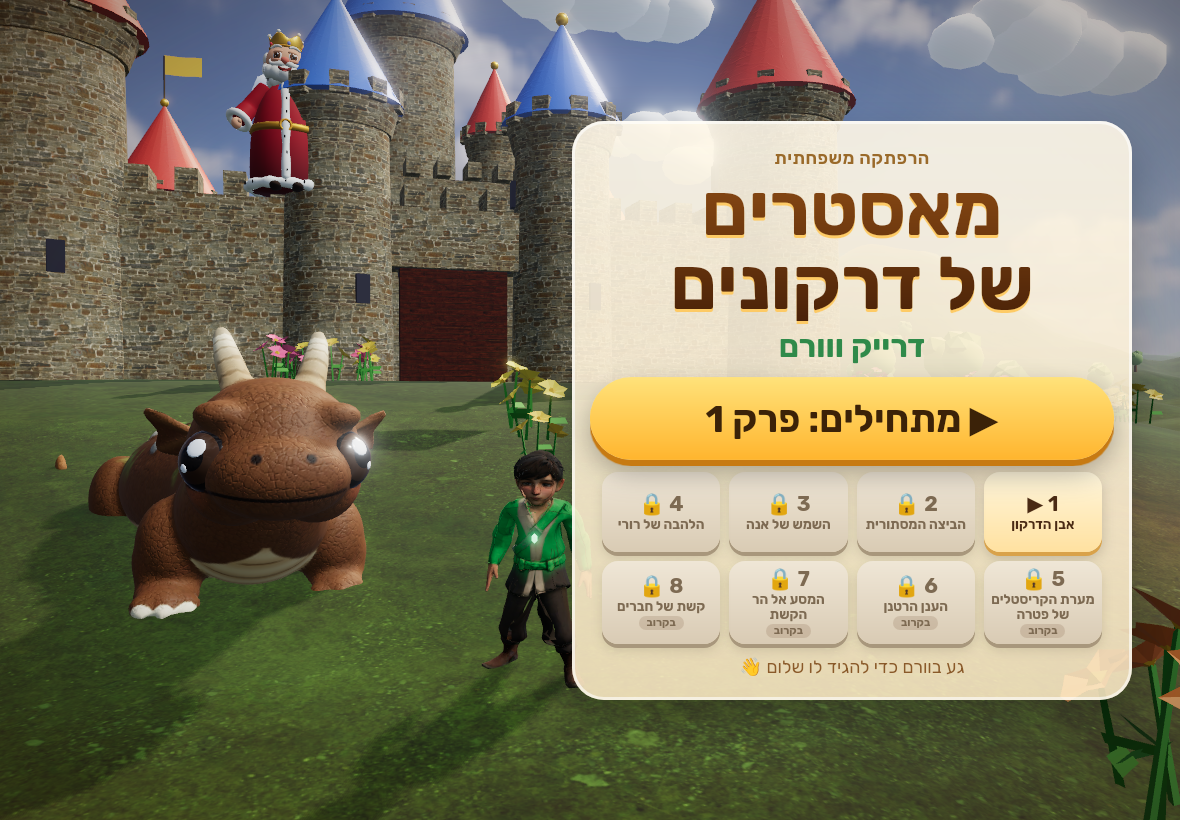 הרפתקה משפחתית
מאסטרים
של דרקונים
דרייק ווורם
▶ מתחילים: פרק 1
1 ▶
אבן הדרקון
2 🔒
הביצה המסתורית
3 🔒
השמש של אנה
4 🔒
הלהבה של רורי
5 🔒
מערת הקריסטלים
של פטרה
בקרוב
6 🔒
הענן הרטגן
בקרוב
7 🔒
המסע אל הר
הקשת
בקרוב
8 🔒
קשת של חברים
בקרוב
גע בוורם כדי להגיד לו שלום 👋